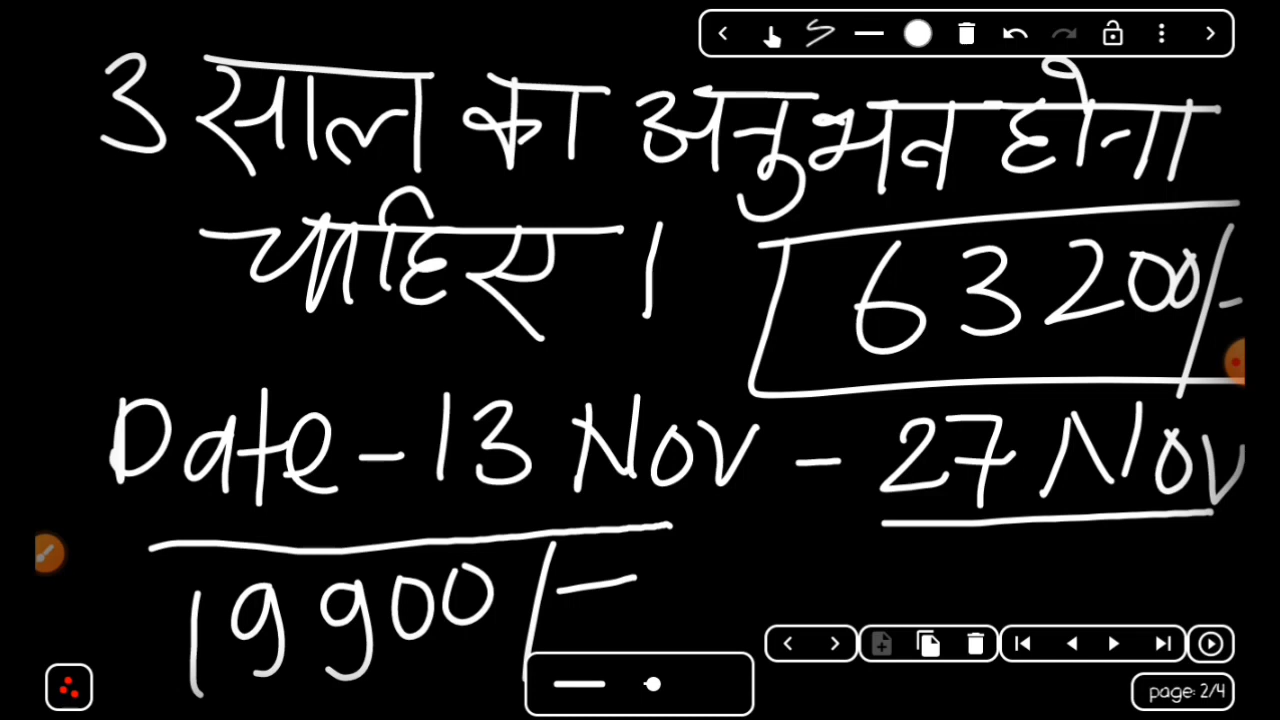 3 साल का अनुभव होना
चाहिए ।
63200/-
Date - 13 Nov - 27 Nov
19900/-
page: 2/4